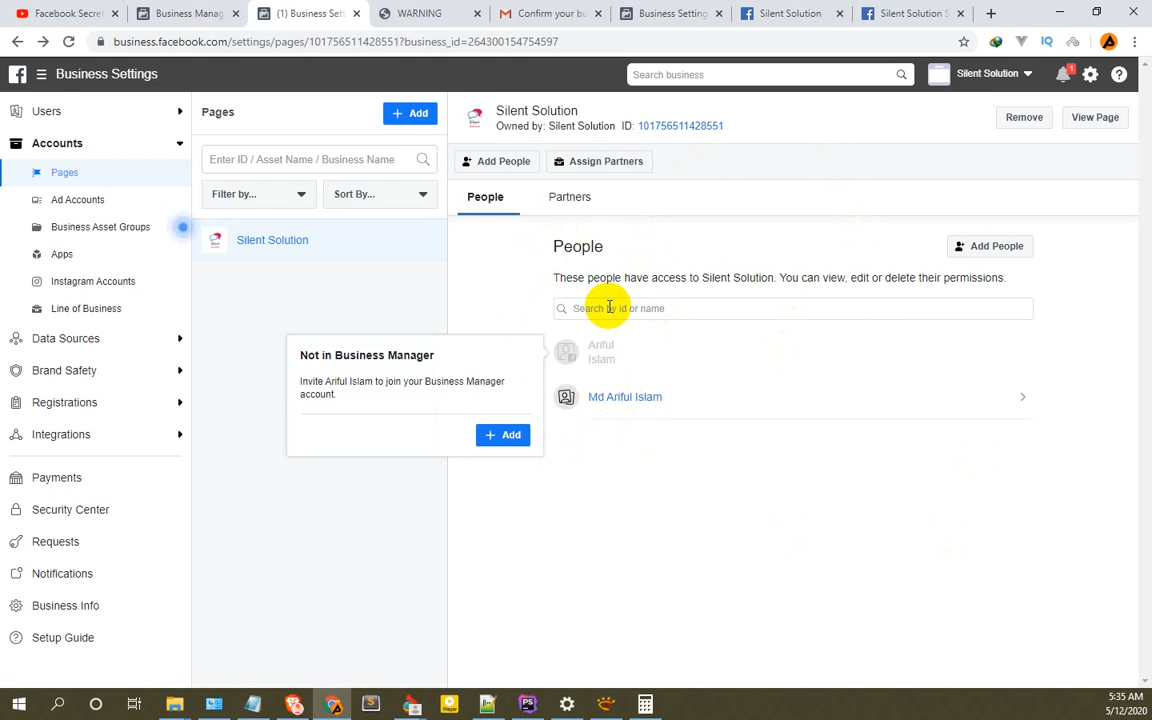 Facebook Secre
Business Manag
(1) Business Sett
WARNING
Confirm your bu
Business Setting
Silent Solution
Silent Solution S
business.facebook.com/settings/pages/101756511428551?business_id=264300154754597
Business Settings
Search business
Silent Solution
1
Users
Accounts
Pages
Ad Accounts
Business Asset Groups
Apps
Instagram Accounts
Line of Business
Data Sources
Brand Safety
Registrations
Integrations
Payments
Security Center
Requests
Notifications
Business Info
Setup Guide
Pages
+ Add
Enter ID / Asset Name / Business Name
Filter by...
Sort By...
Silent Solution
Silent Solution
Owned by: Silent Solution ID: 101756511428551
Remove
View Page
Add People
Assign Partners
People
Partners
People
Add People
These people have access to Silent Solution. You can view, edit or delete their permissions.
Search by id or name
Ariful
Islam
Md Ariful Islam
Not in Business Manager
Invite Ariful Islam to join your Business Manager
account.
+ Add
5:35 AM
5/12/2020